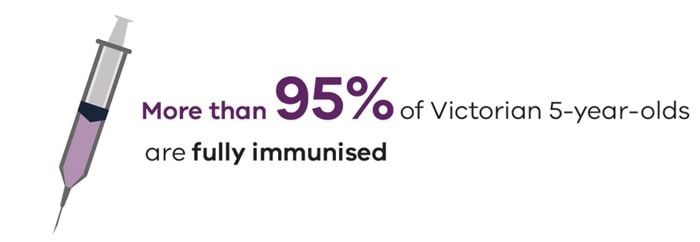 More than 95% of Victorian 5-year-olds
are fully immunised